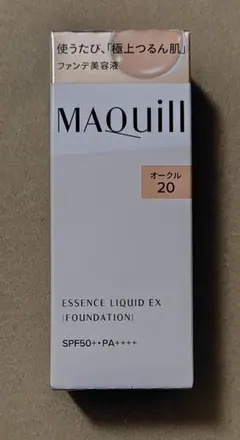 使うたび、「極上つるん肌」
ファンデ美容液
MAQuill
オークル
20
ESSENCE LIQUID EX
[FOUNDATION]
SPF50+・PA++++